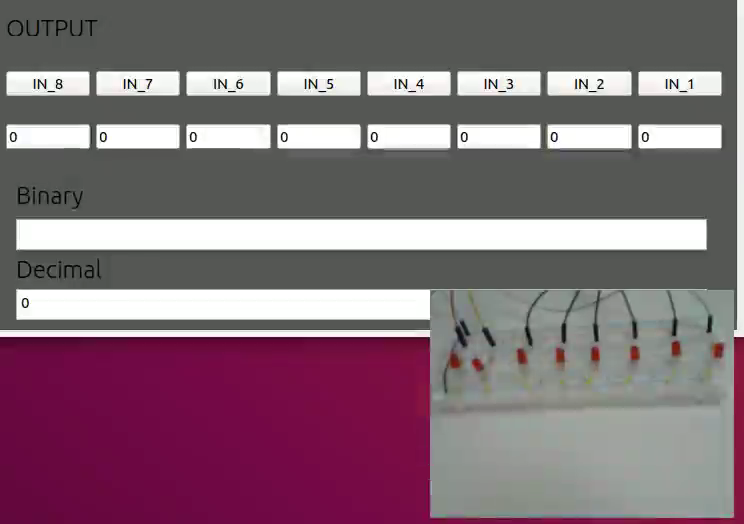 OUTPUT
IN_8 IN_7 IN_6 IN_5 IN_4 IN_3 IN_2 IN_1
0 0 0 0 0 0 0 0
Binary
Decimal
0